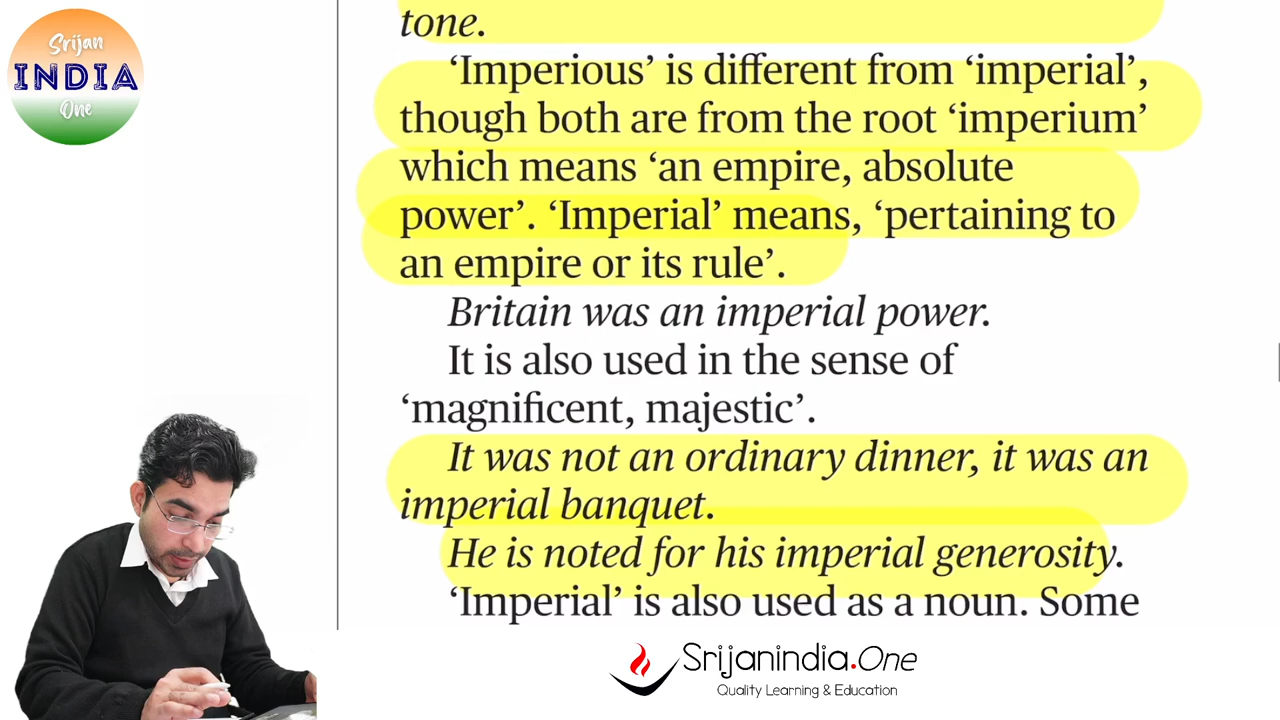 Srijan
INDIA
One
tone.
‘Imperious’ is different from ‘imperial’,
though both are from the root ‘imperium’
which means ‘an empire, absolute
power’. ‘Imperial’ means, ‘pertaining to
an empire or its rule’.
Britain was an imperial power.
It is also used in the sense of
‘magnificent, majestic’.
It was not an ordinary dinner, it was an
imperial banquet.
He is noted for his imperial generosity.
‘Imperial’ is also used as a noun. Some
SrijanIndia.One
Quality Learning & Education